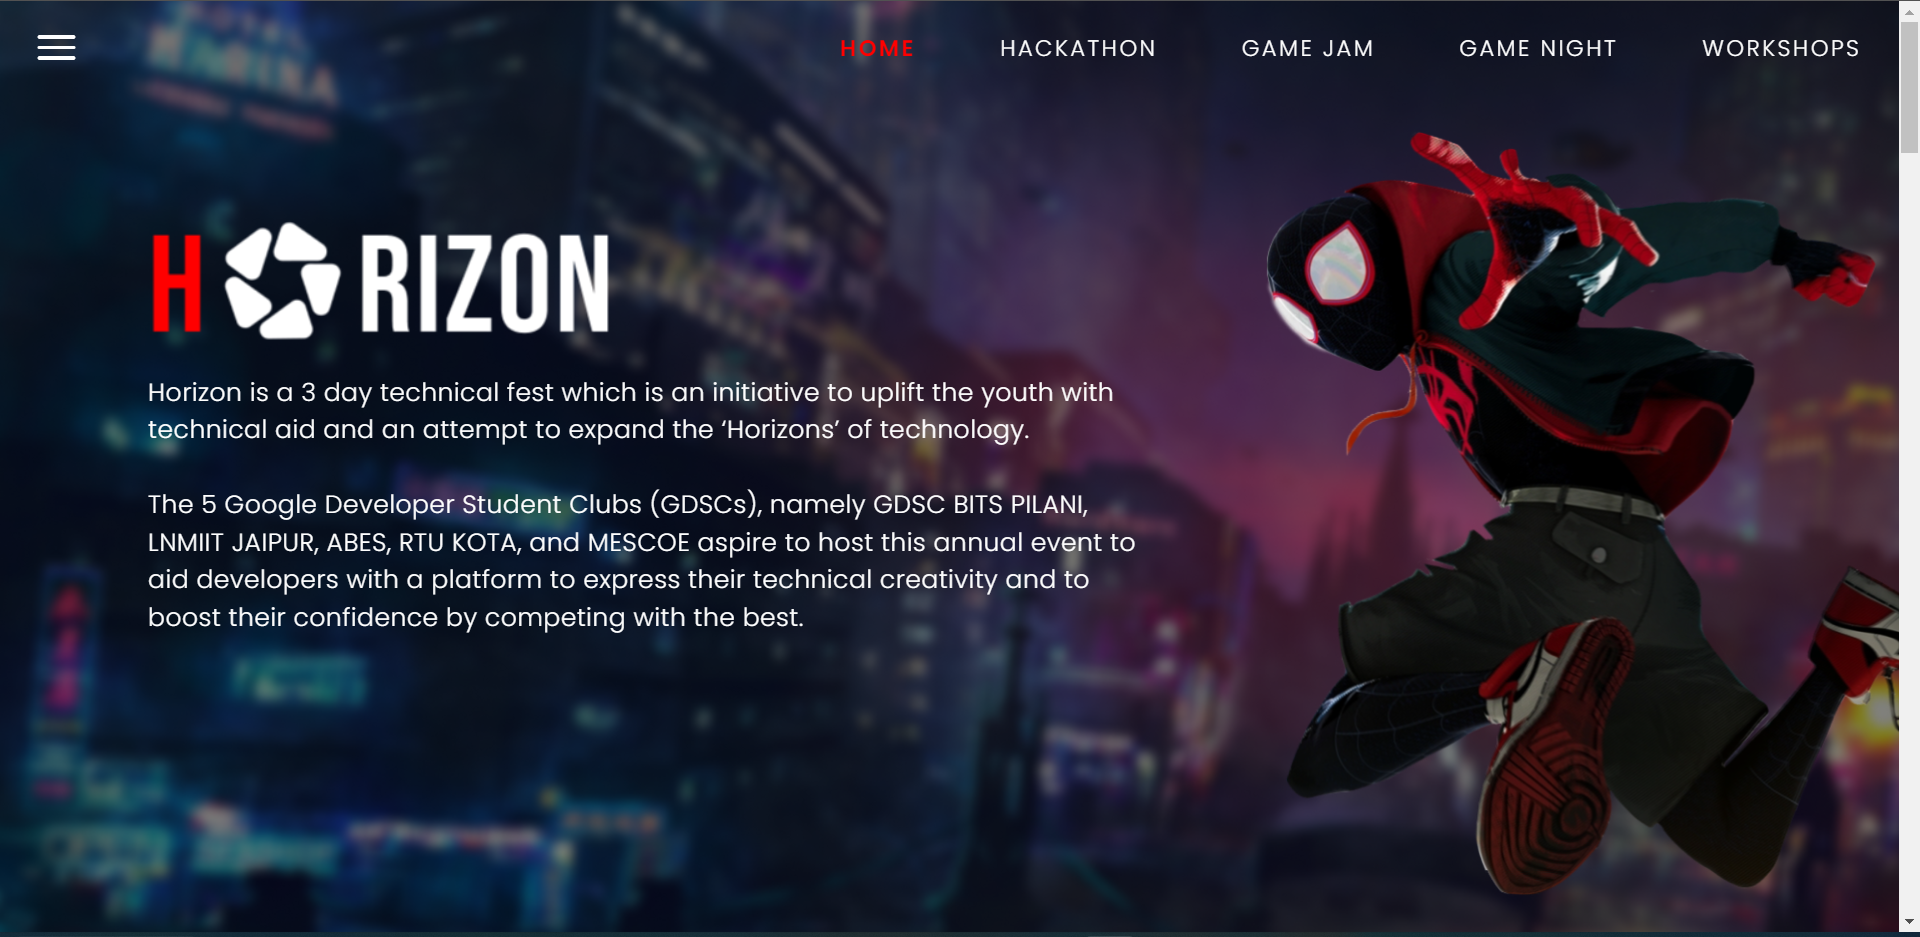 HOME HACKATHON GAME JAM GAME NIGHT WORKSHOPS
HORIZON
Horizon is a 3 day technical fest which is an initiative to uplift the youth with
technical aid and an attempt to expand the ‘Horizons’ of technology.
The 5 Google Developer Student Clubs (GDSCs), namely GDSC BITS PILANI,
LNMIIT JAIPUR, ABES, RTU KOTA, and MESCOE aspire to host this annual event to
aid developers with a platform to express their technical creativity and to
boost their confidence by competing with the best.